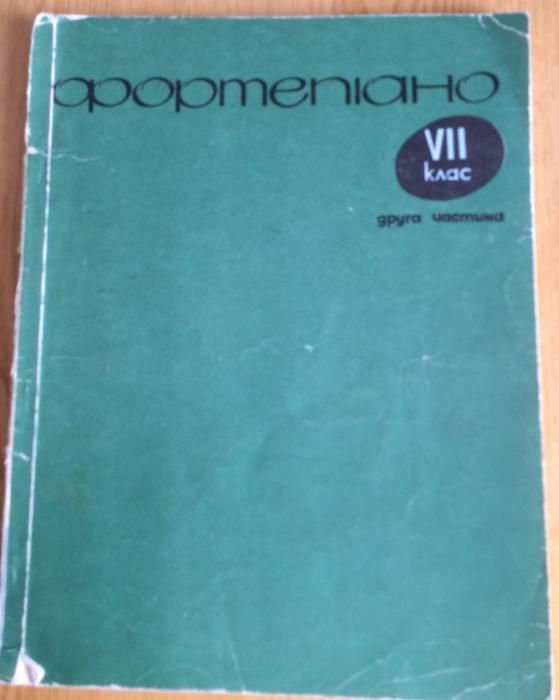 фортепіано
VII
клас
друга частина